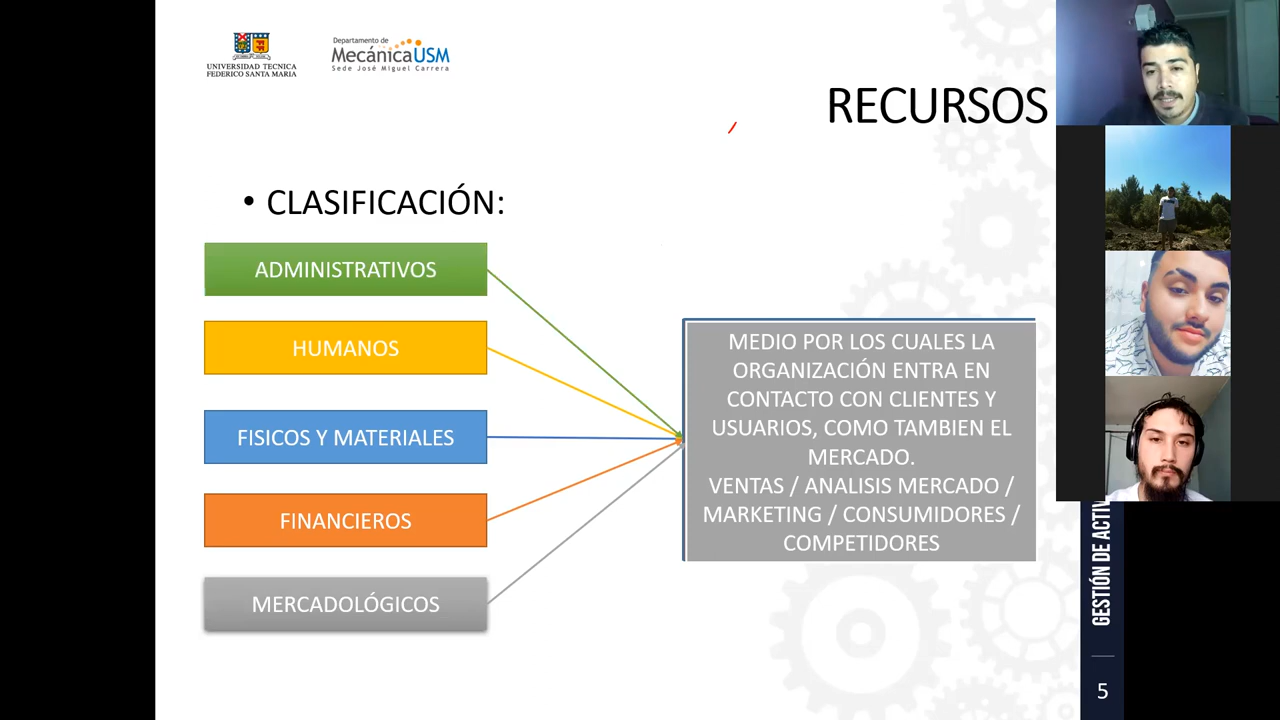 UNIVERSIDAD TECNICA
FEDERICO SANTA MARIA
Departamento de
MecánicaUSM
Sede José Miguel Carrera
RECURSOS
• CLASIFICACIÓN:
ADMINISTRATIVOS
HUMANOS
FISICOS Y MATERIALES
FINANCIEROS
MERCADOLÓGICOS
MEDIO POR LOS CUALES LA
ORGANIZACIÓN ENTRA EN
CONTACTO CON CLIENTES Y
USUARIOS, COMO TAMBIEN EL
MERCADO.
VENTAS / ANALISIS MERCADO /
MARKETING / CONSUMIDORES /
COMPETIDORES
GESTIÓN DE ACTIV
5